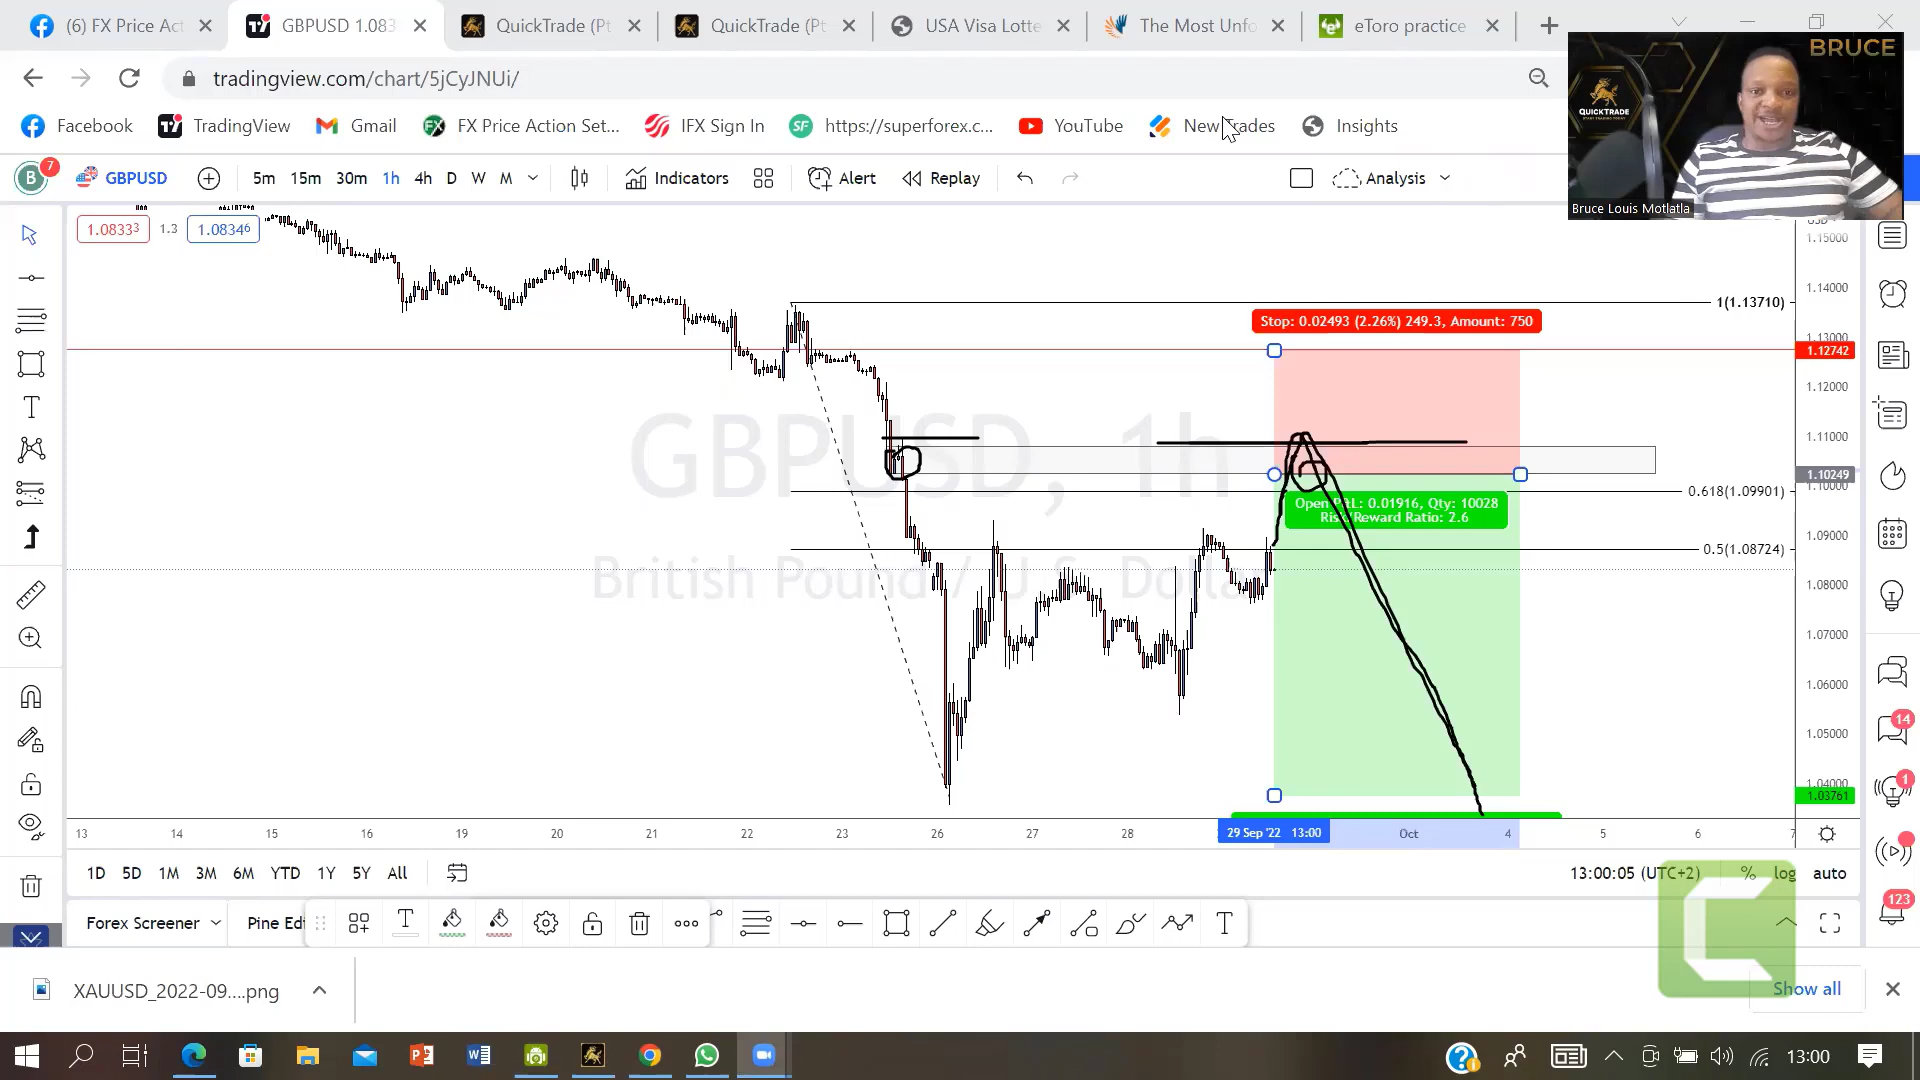 (6) FX Price Act
GBPUSD 1.083
QuickTrade (Pt
QuickTrade (Pt
USA Visa Lotte
The Most Unfo
eToro practice
tradingview.com/chart/5jCyJNUi/
BRUCE
QUICKTRADE
Bruce Louis Motlatla
Facebook
TradingView
Gmail
FX Price Action Set...
IFX Sign In
https://superforex.c...
YouTube
New Trades
Insights
B
7
GBPUSD
5m 15m 30m 1h 4h D W M
Indicators
Alert
Replay
Analysis
1.08333 1.3 1.08346
GBPUSD, 1h
British Pound / U.S. Dollar
1(1.13710)
Stop: 0.02493 (2.26%) 249.3, Amount: 750
0.618(1.09901)
Open P&L: 0.01916, Qty: 10028
Risk/Reward Ratio: 2.6
0.5(1.08724)
1.15000
1.14000
1.13000
1.12742
1.12000
1.11000
1.10249
1.10000
1.09000
1.08000
1.07000
1.06000
1.05000
1.04000
1.03761
13 14 15 16 19 20 21 22 23 26 27 28 29 Sep '22 13:00 Oct 4 5 6 7
1D 5D 1M 3M 6M YTD 1Y 5Y All
13:00:05 (UTC+2) % log auto
14
1
123
Forex Screener
Pine Edi
XAUUSD_2022-09....png
Show all
13:00